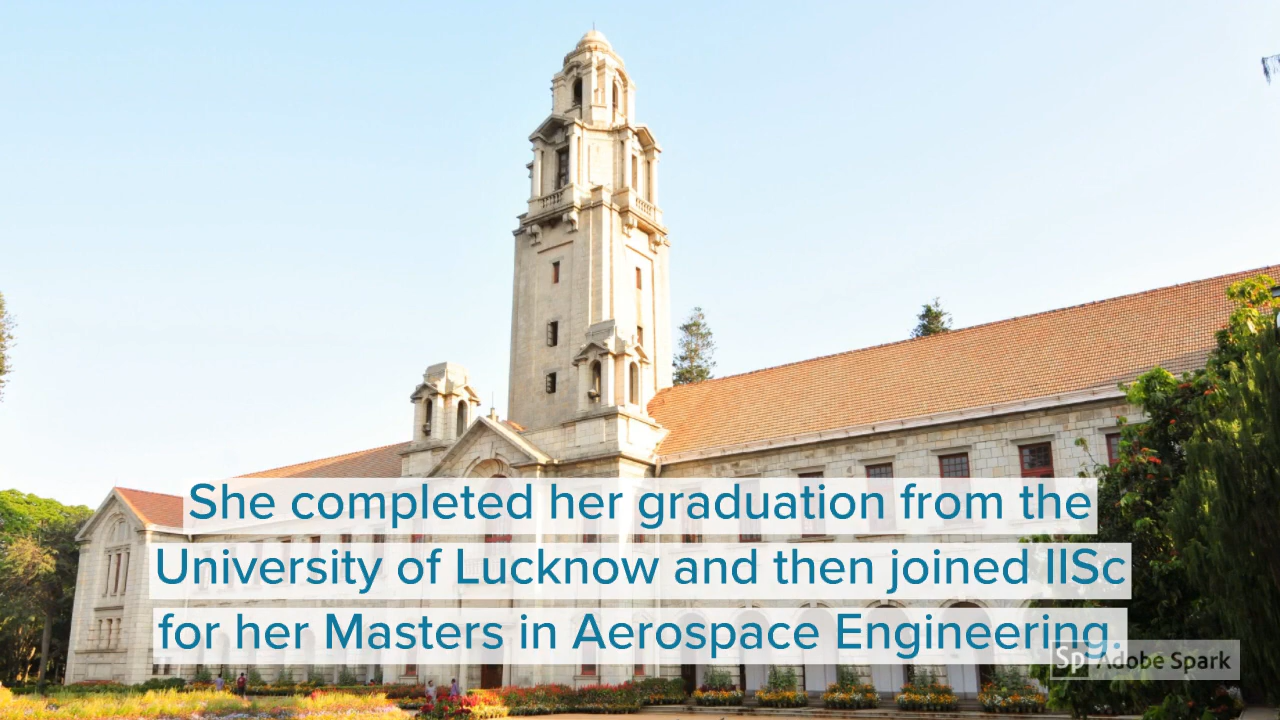 She completed her graduation from the
University of Lucknow and then joined IISc
for her Masters in Aerospace Engineering.
Sp Adobe Spark